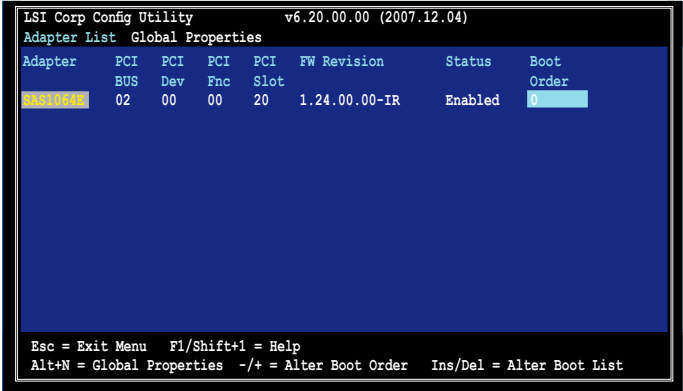 LSI Corp Config Utility v6.20.00.00 (2007.12.04)
Adapter List Global Properties
Adapter PCI PCI PCI PCI FW Revision Status Boot
BUS Dev Fnc Slot Order
SAS1064E 02 00 00 20 1.24.00.00-IR Enabled 0
Esc = Exit Menu F1/Shift+1 = Help
Alt+N = Global Properties -/+ = Alter Boot Order Ins/Del = Alter Boot List